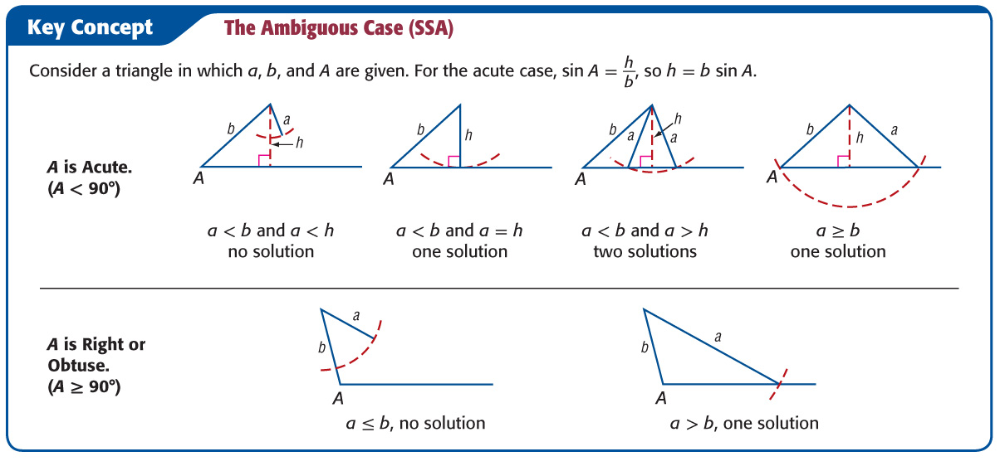 Key Concept
The Ambiguous Case (SSA)
Consider a triangle in which a, b, and A are given. For the acute case, sin A = h/b, so h = b sin A.
A is Acute.
(A < 90°)
b a h A
b h A
b a h a A
b h a A
a < b and a < h
no solution
a < b and a = h
one solution
a < b and a > h
two solutions
a ≥ b
one solution
A is Right or
Obtuse.
(A ≥ 90°)
a b A
a b A
a ≤ b, no solution
a > b, one solution